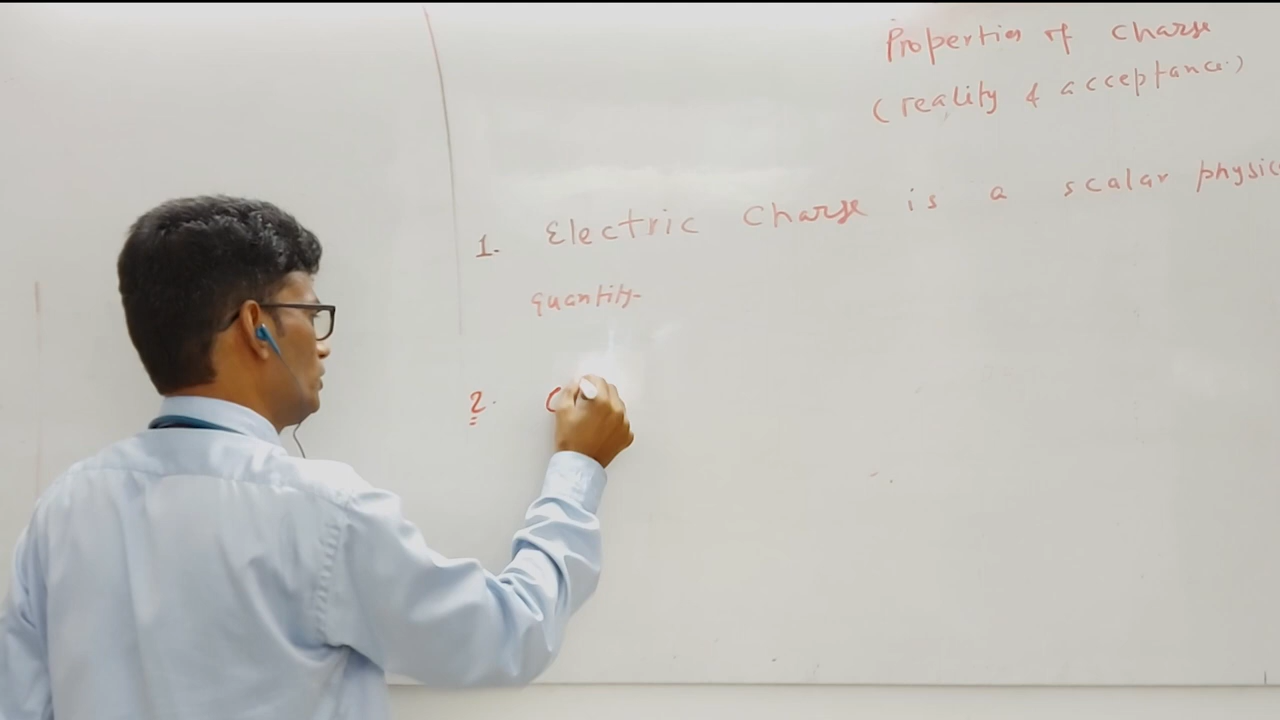 Properties of charge
(reality & acceptance.)
1. Electric Charge is a scalar physic
quantity-
2. C